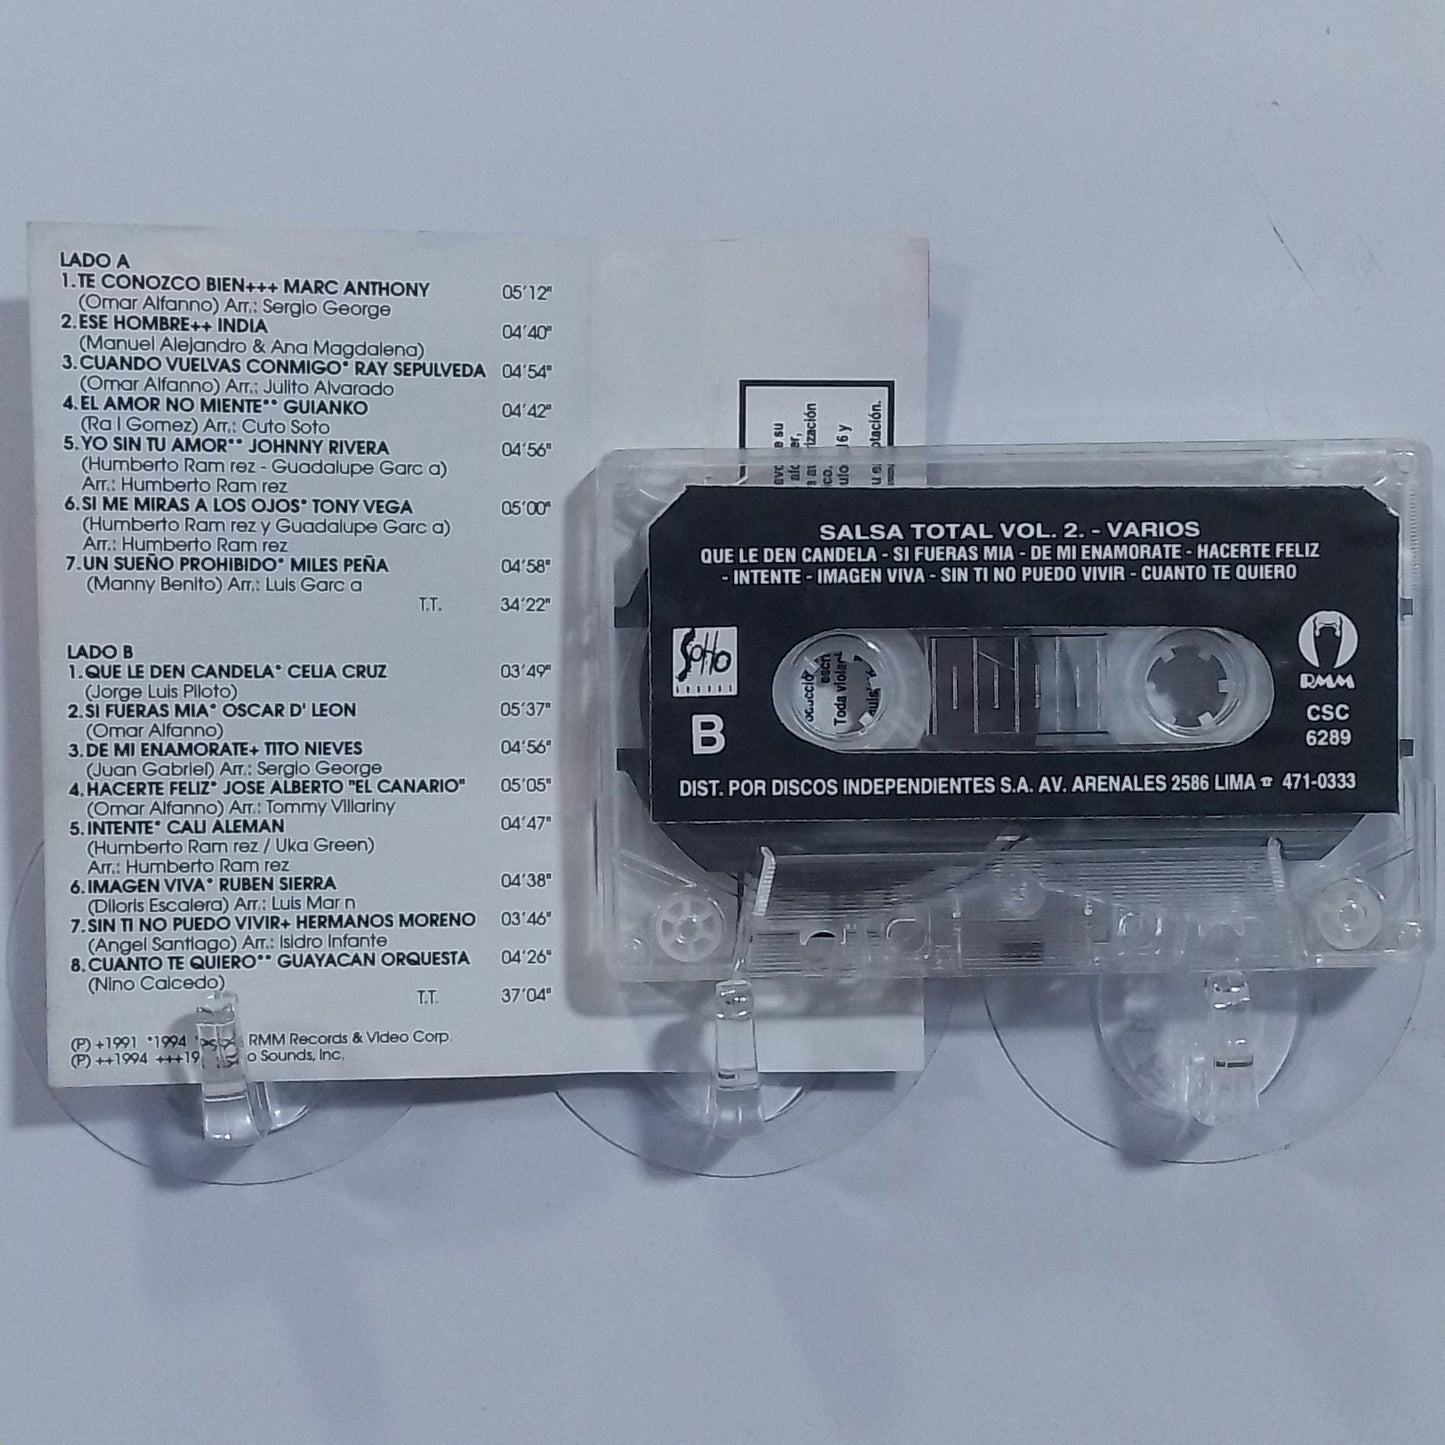 LADO A
1. TE CONOZCO BIEN+++ MARC ANTHONY 05'12"
(Omar Alfanno) Arr.: Sergio George
2. ESE HOMBRE++ INDIA 04'40"
(Manuel Alejandro & Ana Magdalena)
3. CUANDO VUELVAS CONMIGO* RAY SEPULVEDA 04'54"
(Omar Alfanno) Arr.: Julito Alvarado
4. EL AMOR NO MIENTE** GUIANKO 04'42"
(Ra l Gomez) Arr.: Cuto Soto
5. YO SIN TU AMOR** JOHNNY RIVERA 04'56"
(Humberto Ram rez - Guadalupe Garc a)
Arr.: Humberto Ram rez
6. SI ME MIRAS A LOS OJOS* TONY VEGA 05'00"
(Humberto Ram rez y Guadalupe Garc a)
Arr.: Humberto Ram rez
7. UN SUEÑO PROHIBIDO* MILES PEÑA 04'58"
(Manny Benito) Arr.: Luis Garc a
T.T. 34'22"
LADO B
1. QUE LE DEN CANDELA* CELIA CRUZ 03'49"
(Jorge Luis Piloto)
2. SI FUERAS MIA* OSCAR D' LEON 05'37"
(Omar Alfanno)
3. DE MI ENAMORATE+ TITO NIEVES 04'56"
(Juan Gabriel) Arr.: Sergio George
4. HACERTE FELIZ* JOSE ALBERTO "EL CANARIO" 05'05"
(Omar Alfanno) Arr.: Tommy Villariny
5. INTENTE* CALI ALEMAN 04'47"
(Humberto Ram rez / Uka Green)
Arr.: Humberto Ram rez
6. IMAGEN VIVA* RUBEN SIERRA 04'38"
(Diloris Escalera) Arr.: Luis Mar n
7. SIN TI NO PUEDO VIVIR+ HERMANOS MORENO 03'46"
(Angel Santiago) Arr.: Isidro Infante
8. CUANTO TE QUIERO** GUAYACAN ORQUESTA 04'26"
(Nino Caicedo)
T.T. 37'04"
(P) +1991 *1994 RMM Records & Video Corp.
(P) ++1994 Sounds, Inc.
SALSA TOTAL VOL. 2. - VARIOS
QUE LE DEN CANDELA - SI FUERAS MIA - DE MI ENAMORATE - HACERTE FELIZ
- INTENTE - IMAGEN VIVA - SIN TI NO PUEDO VIVIR - CUANTO TE QUIERO
SOHO
RMM
B
CSC
6289
DIST. POR DISCOS INDEPENDIENTES S.A. AV. ARENALES 2586 LIMA ☎ 471-0333
Toda